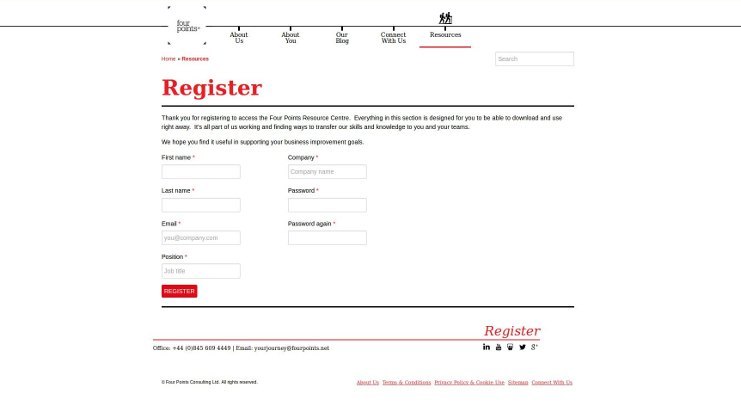 four
points
About
Us
About
You
Our
Blog
Connect
With Us
Resources
Home » Resources
Search
Register
Thank you for registering to access the Four Points Resource Centre. Everything in this section is designed for you to be able to download and use
right away. It's all part of us working and finding ways to transfer our skills and knowledge to you and your teams.
We hope you find it useful in supporting your business improvement goals.
First name *
Company *
Company name
Last name *
Password *
Email *
Password again *
you@company.com
Position *
Job title
REGISTER
Register
Office: +44 (0)845 689 4449 | Email: yourjourney@fourpoints.net
© Four Points Consulting Ltd. All rights reserved.
About Us Terms & Conditions Privacy Policy & Cookie Use Sitemap Connect With Us